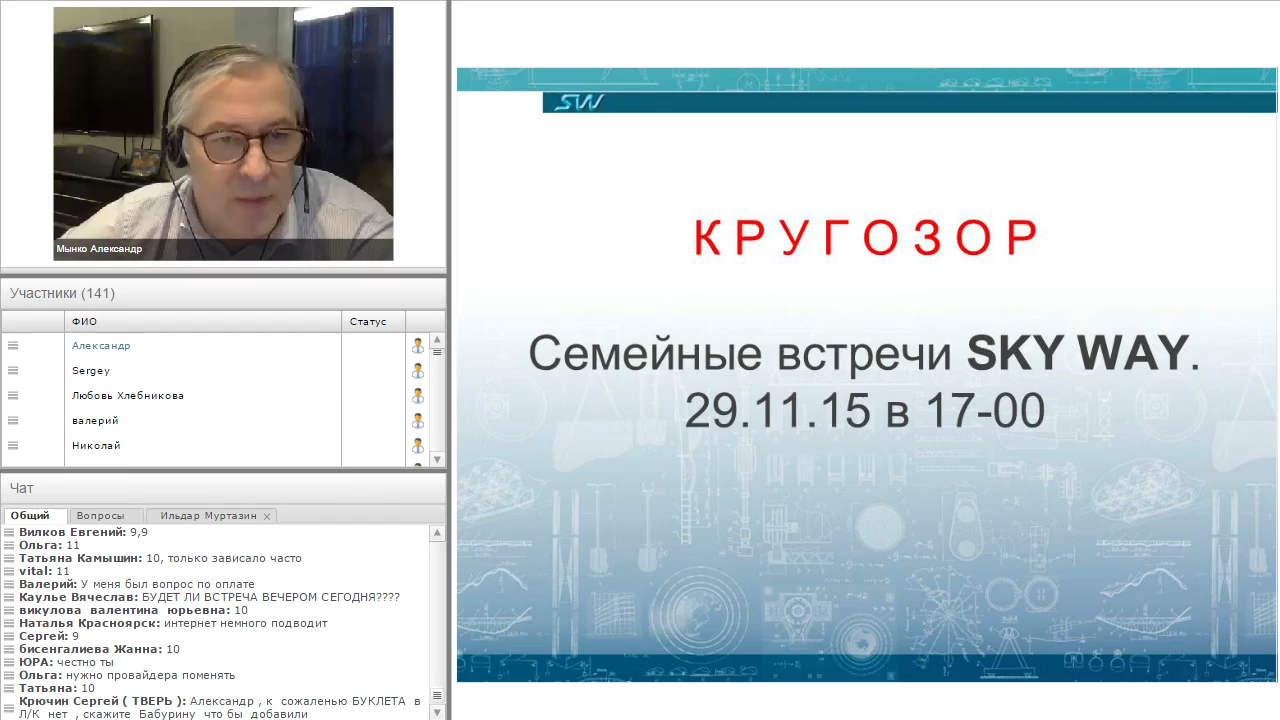 Мынко Александр
Участники (141)
ФИО
Статус
Александр
Sergey
Любовь Хлебникова
валерий
Николай
Чат
Общий
Вопросы
Ильдар Муртазин x
Вилков Евгений: 9,9
Ольга: 11
Татьяна Камышин: 10, только зависало часто
vital: 11
Валерий: У меня был вопрос по оплате
Каулье Вячеслав: БУДЕТ ЛИ ВСТРЕЧА ВЕЧЕРОМ СЕГОДНЯ????
викулова валентина юрьевна: 10
Наталья Красноярск: интернет немного подводит
Сергей: 9
бисенгалиева Жанна: 10
ЮРА: честно ты
Ольга: нужно провайдера поменять
Татьяна: 10
Крючин Сергей ( ТВЕРЬ ): Александр , к сожаленью БУКЛЕТА в
Л/К нет , скажите Бабурину что бы добавили
SW
К Р У Г О З О Р
Семейные встречи SKY WAY.
29.11.15 в 17-00